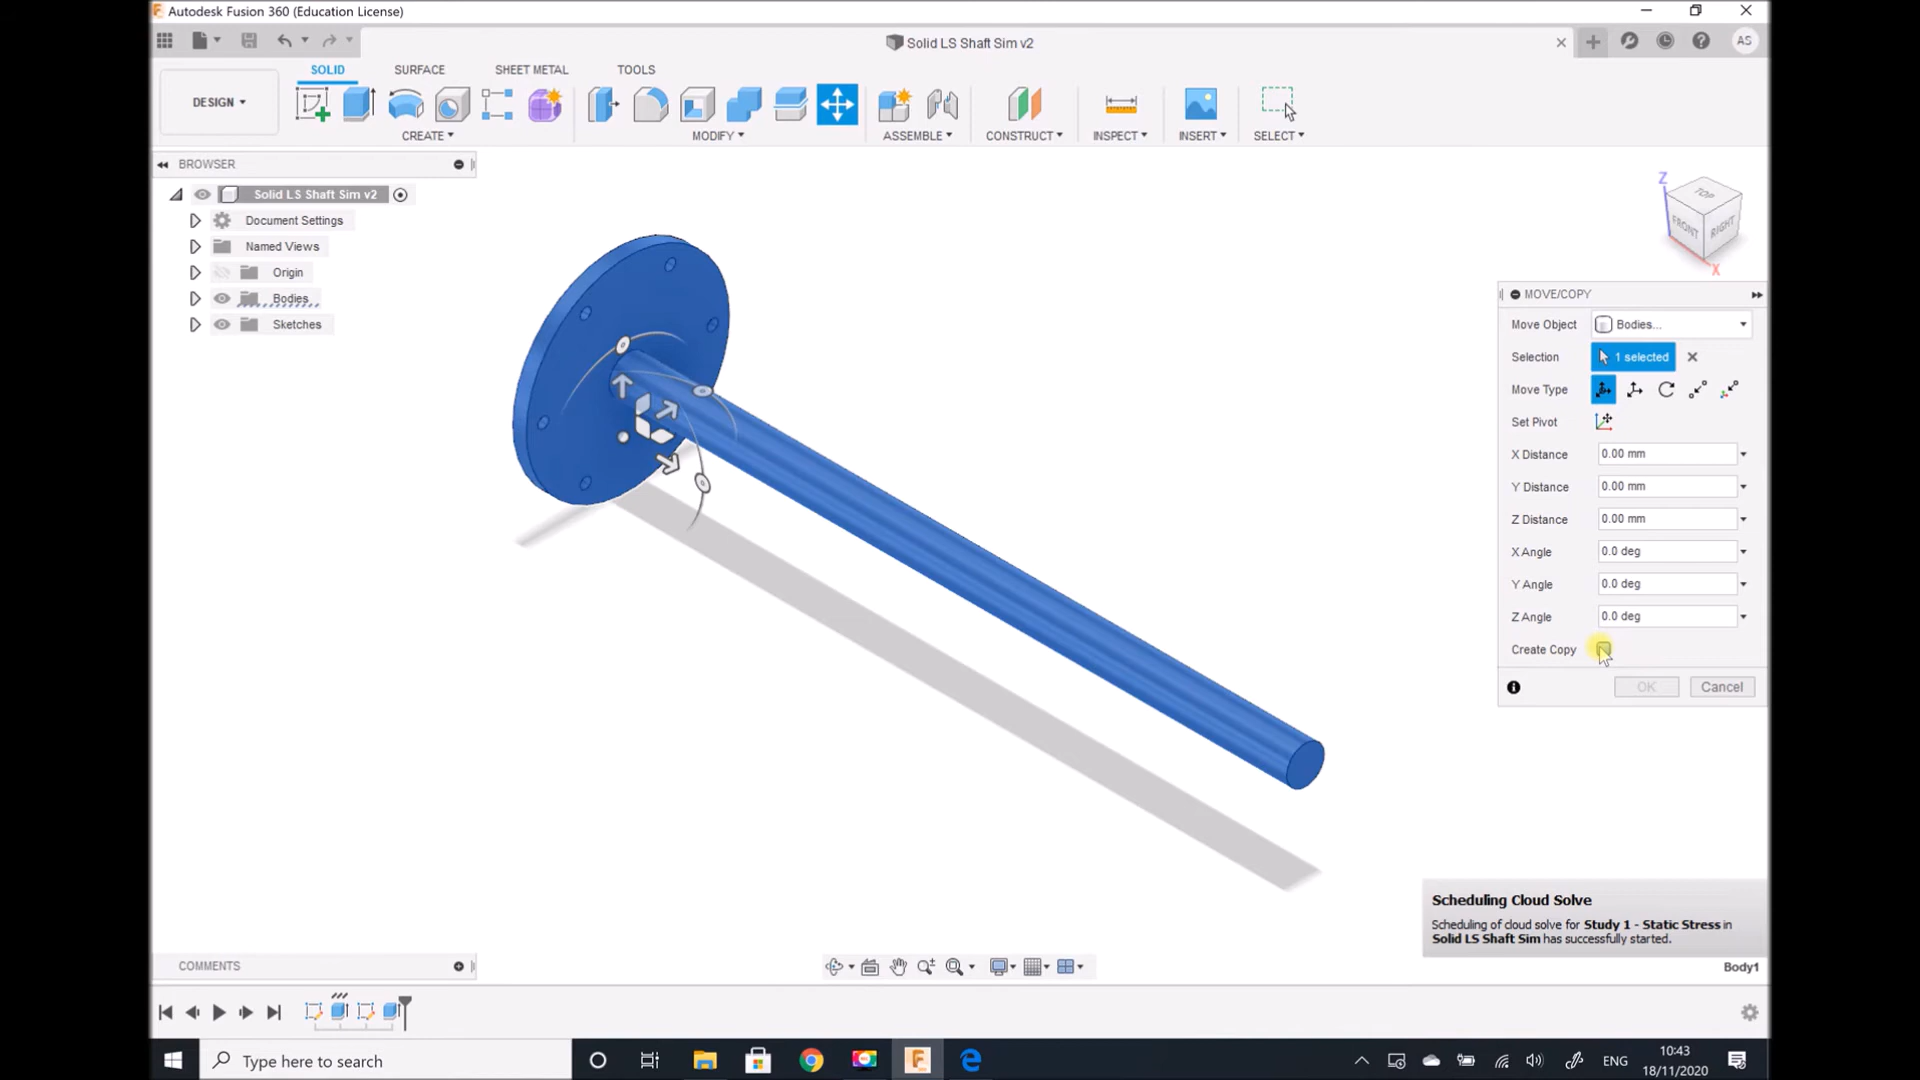 Autodesk Fusion 360 (Education License)
Solid LS Shaft Sim v2
AS
SOLID SURFACE SHEET METAL TOOLS
DESIGN
CREATE MODIFY ASSEMBLE CONSTRUCT INSPECT INSERT SELECT
BROWSER
Solid LS Shaft Sim v2
Document Settings
Named Views
Origin
Bodies
Sketches
Z
TOP
FRONT
RIGHT
X
MOVE/COPY
Move Object Bodies...
Selection 1 selected
Move Type
Set Pivot
X Distance 0.00 mm
Y Distance 0.00 mm
Z Distance 0.00 mm
X Angle 0.0 deg
Y Angle 0.0 deg
Z Angle 0.0 deg
Create Copy
OK Cancel
Scheduling Cloud Solve
Scheduling of cloud solve for Study 1 - Static Stress in
Solid LS Shaft Sim has successfully started.
COMMENTS
Body1
Type here to search
ENG
10:43
18/11/2020